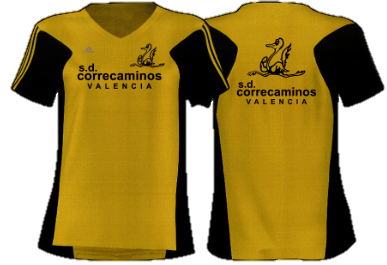 s.d.
correcaminos
VALENCIA
s.d.
correcaminos
VALENCIA